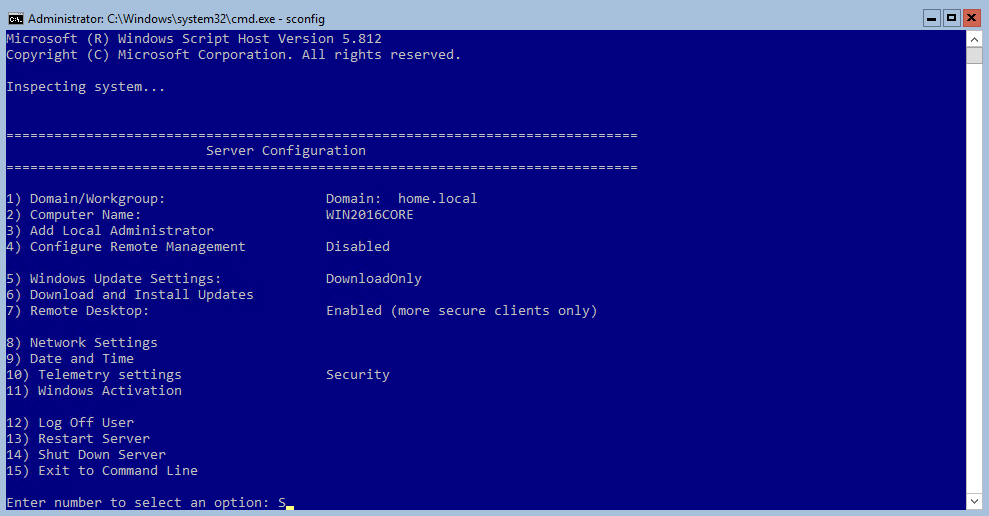 Administrator: C:\Windows\system32\cmd.exe - sconfig
Microsoft (R) Windows Script Host Version 5.812
Copyright (C) Microsoft Corporation. All rights reserved.
Inspecting system...
===============================================================================
Server Configuration
===============================================================================
1) Domain/Workgroup: Domain: home.local
2) Computer Name: WIN2016CORE
3) Add Local Administrator
4) Configure Remote Management Disabled
5) Windows Update Settings: DownloadOnly
6) Download and Install Updates
7) Remote Desktop: Enabled (more secure clients only)
8) Network Settings
9) Date and Time
10) Telemetry settings Security
11) Windows Activation
12) Log Off User
13) Restart Server
14) Shut Down Server
15) Exit to Command Line
Enter number to select an option: S